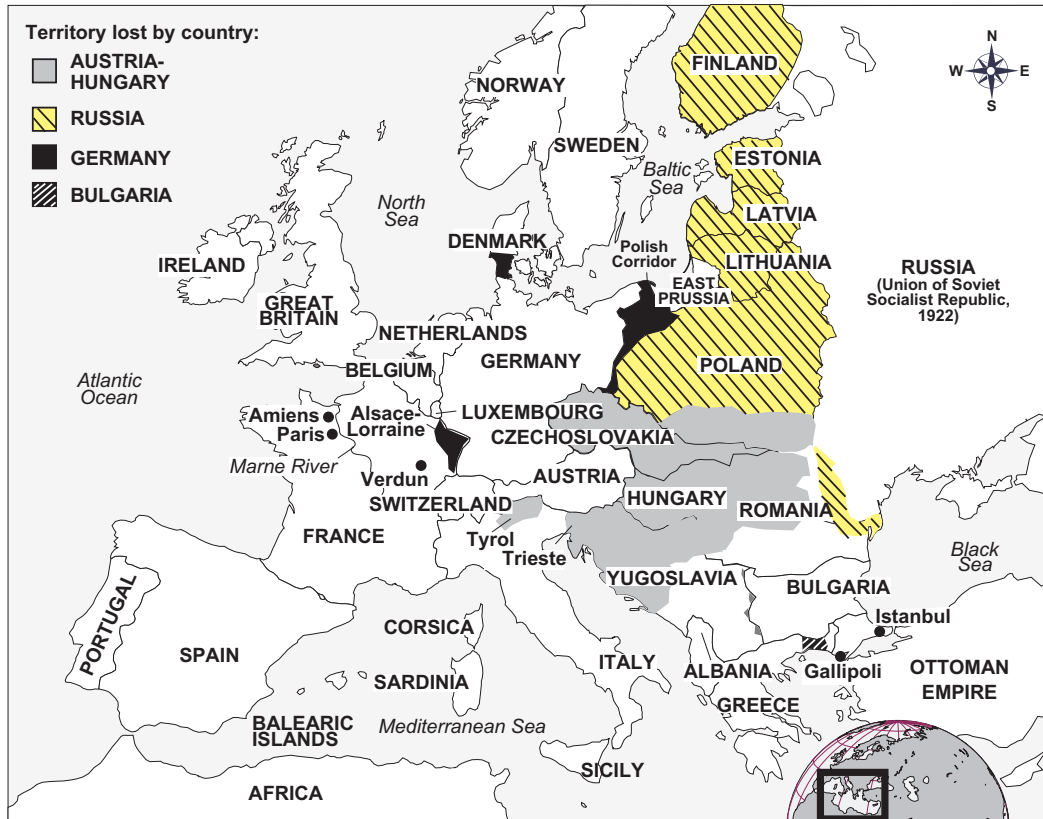 Territory lost by country:
AUSTRIA-
HUNGARY
RUSSIA
GERMANY
BULGARIA
N
W
E
S
FINLAND
NORWAY
SWEDEN
ESTONIA
Baltic
Sea
North
Sea
LATVIA
DENMARK
Polish
Corridor
LITHUANIA
IRELAND
EAST
PRUSSIA
RUSSIA
(Union of Soviet
Socialist Republic,
1922)
GREAT
BRITAIN
NETHERLANDS
GERMANY
POLAND
BELGIUM
Atlantic
Ocean
Amiens
Alsace-
Lorraine
LUXEMBOURG
Paris
CZECHOSLOVAKIA
Marne River
Verdun
AUSTRIA
SWITZERLAND
HUNGARY
ROMANIA
FRANCE
Tyrol
Trieste
Black
Sea
YUGOSLAVIA
BULGARIA
Istanbul
PORTUGAL
CORSICA
SPAIN
ITALY
ALBANIA
Gallipoli
OTTOMAN
EMPIRE
SARDINIA
GREECE
BALEARIC
ISLANDS
Mediterranean Sea
SICILY
AFRICA